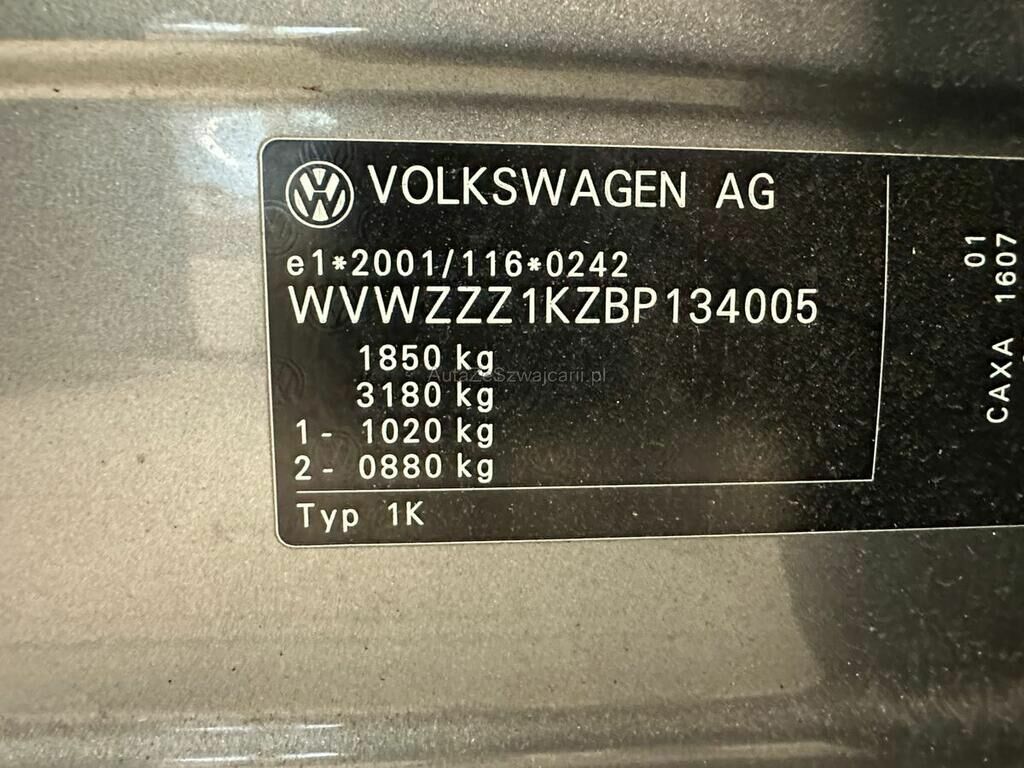 VOLKSWAGEN AG
e1*2001/116*0242
WVWZZZ1KZBP134005
1850 kg
AutaZeSzwajcarii.pl
3180 kg
1- 1020 kg
2- 0880 kg
Typ 1K
01
CAXA 1607